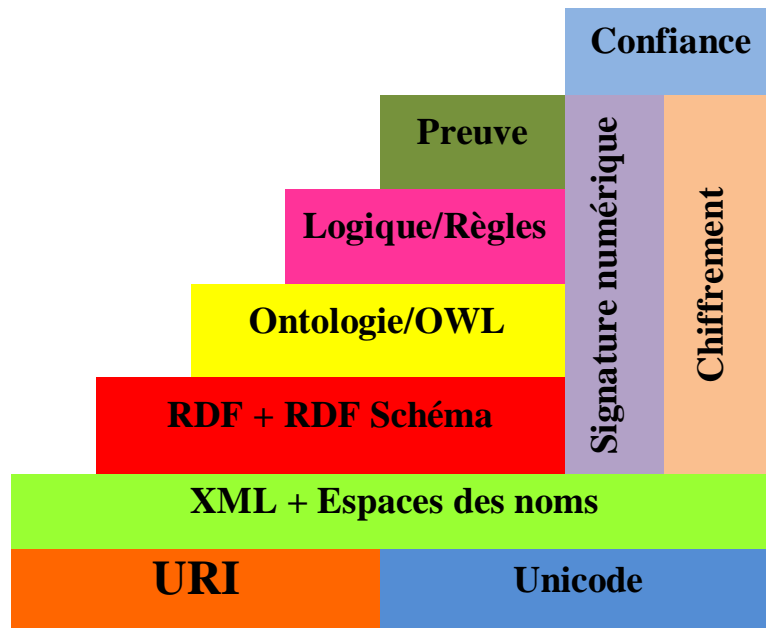 Confiance
Preuve
Signature numérique
Chiffrement
Logique/Règles
Ontologie/OWL
RDF + RDF Schéma
XML + Espaces des noms
URI
Unicode